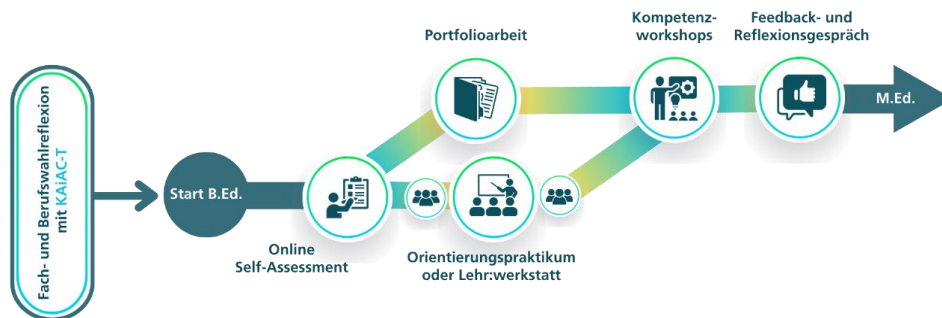 Fach- und Berufswahlreflexion
mit KAiAC-T
Start B.Ed.
Online
Self-Assessment
Portfolioarbeit
Orientierungspraktikum
oder Lehr:werkstatt
Kompetenz-
workshops
Feedback- und
Reflexionsgespräch
M.Ed.